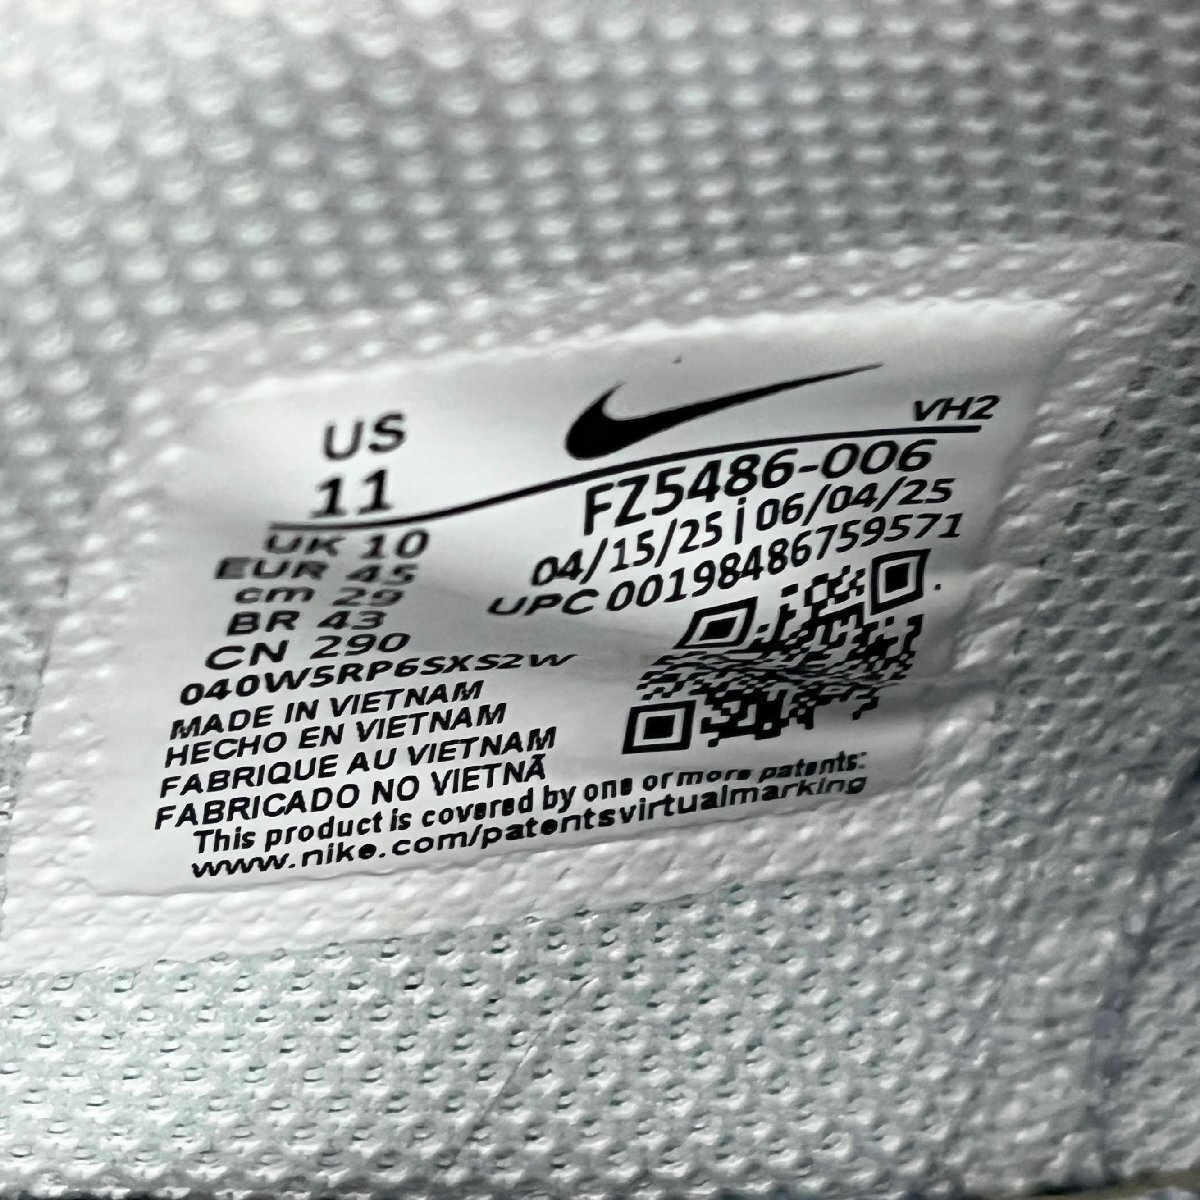 US
11
UK 10
EUR 45
cm 29
BR 43
CN 290
040W5RP6SXS2W
VH2
FZ5486-006
04/15/25 | 06/04/25
UPC 00198486759571
MADE IN VIETNAM
HECHO EN VIETNAM
FABRIQUE AU VIETNAM
FABRICADO NO VIETNÃ
This product is covered by one or more patents:
www.nike.com/patentsvirtualmarking